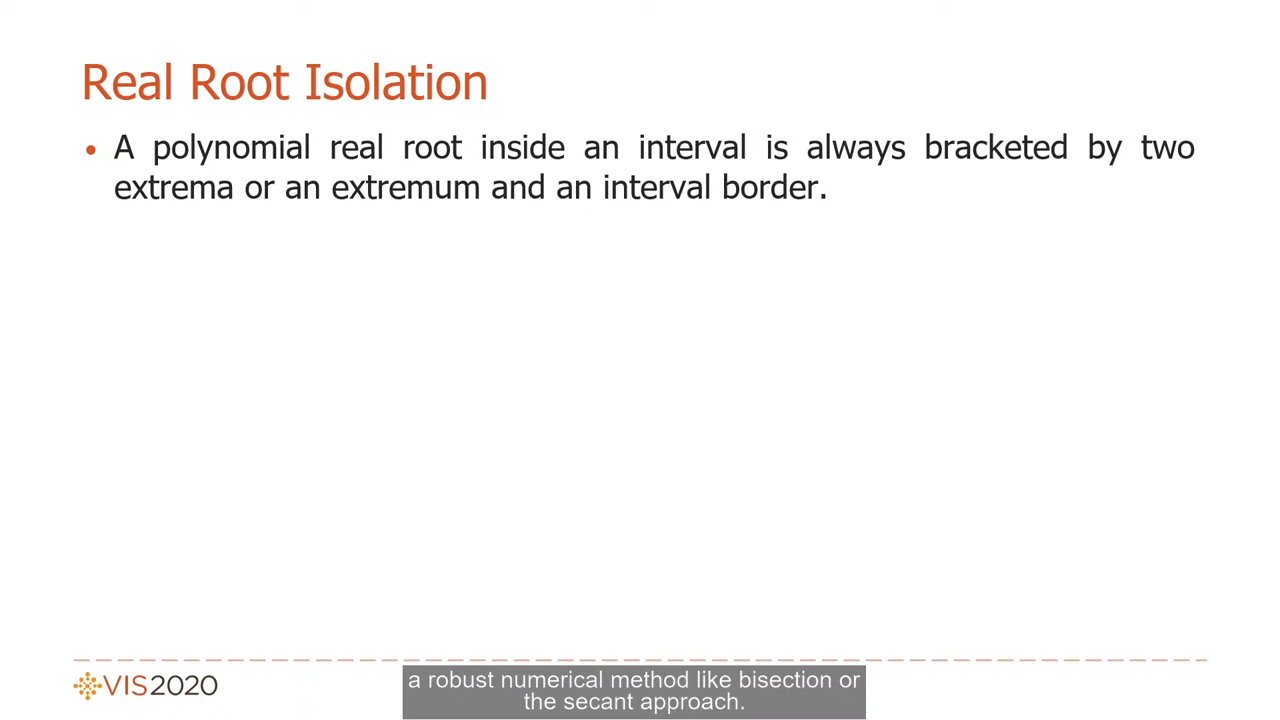 Real Root Isolation
• A polynomial real root inside an interval is always bracketed by two
extrema or an extremum and an interval border.
VIS2020
a robust numerical method like bisection or
the secant approach.